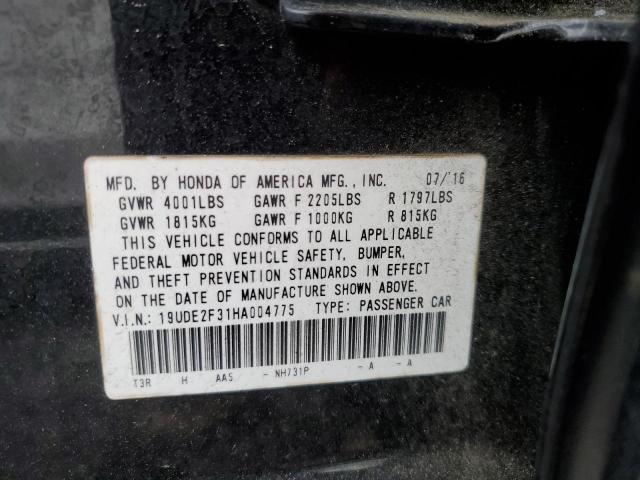 MFD. BY HONDA OF AMERICA MFG., INC. 07/'16
GVWR 4001LBS GAWR F 2205LBS R 1797LBS
GVWR 1815KG GAWR F 1000KG R 815KG
THIS VEHICLE CONFORMS TO ALL APPLICABLE
FEDERAL MOTOR VEHICLE SAFETY, BUMPER,
AND THEFT PREVENTION STANDARDS IN EFFECT
ON THE DATE OF MANUFACTURE SHOWN ABOVE.
V.I.N.: 19UDE2F31HA004775 TYPE: PASSENGER CAR
T3R H AA5 - NH731P - A - A